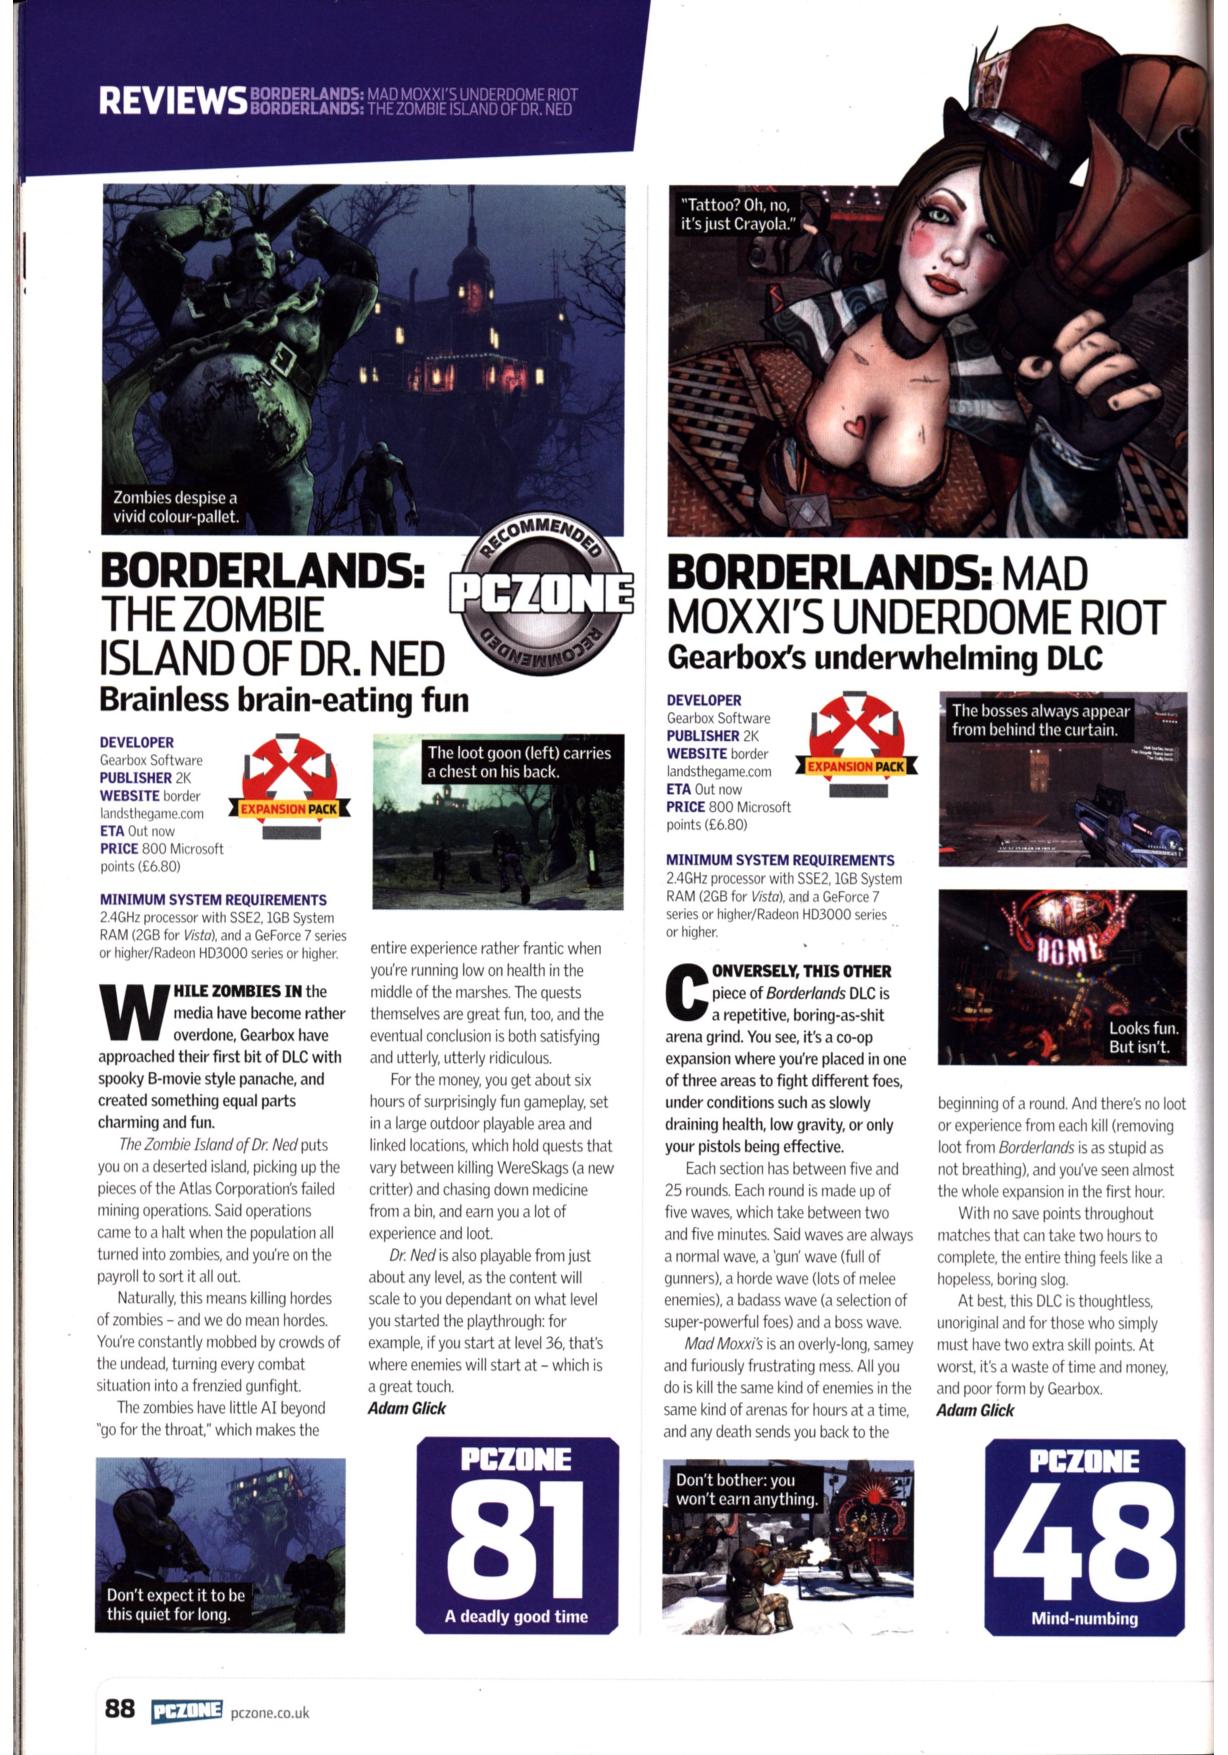 REVIEWS BORDERLANDS: MAD MOXXI'S UNDERDOME RIOT
BORDERLANDS: THE ZOMBIE ISLAND OF DR. NED
Zombies despise a
vivid colour-pallet.
RECOMMENDED
PCZONE
RECOMMENDED
BORDERLANDS:
THE ZOMBIE
ISLAND OF DR. NED
Brainless brain-eating fun
DEVELOPER
Gearbox Software
PUBLISHER 2K
WEBSITE border
landsthegame.com
ETA Out now
PRICE 800 Microsoft
points (£6.80)
EXPANSION PACK
MINIMUM SYSTEM REQUIREMENTS
2.4GHz processor with SSE2, 1GB System
RAM (2GB for Vista), and a GeForce 7 series
or higher/Radeon HD3000 series or higher.
WHILE ZOMBIES IN the
media have become rather
overdone, Gearbox have
approached their first bit of DLC with
spooky B-movie style panache, and
created something equal parts
charming and fun.
The Zombie Island of Dr. Ned puts
you on a deserted island, picking up the
pieces of the Atlas Corporation's failed
mining operations. Said operations
came to a halt when the population all
turned into zombies, and you're on the
payroll to sort it all out.
Naturally, this means killing hordes
of zombies – and we do mean hordes.
You're constantly mobbed by crowds of
the undead, turning every combat
situation into a frenzied gunfight.
The zombies have little AI beyond
"go for the throat," which makes the
Don't expect it to be
this quiet for long.
The loot goon (left) carries
a chest on his back.
entire experience rather frantic when
you're running low on health in the
middle of the marshes. The quests
themselves are great fun, too, and the
eventual conclusion is both satisfying
and utterly, utterly ridiculous.
For the money, you get about six
hours of surprisingly fun gameplay, set
in a large outdoor playable area and
linked locations, which hold quests that
vary between killing WereSkags (a new
critter) and chasing down medicine
from a bin, and earn you a lot of
experience and loot.
Dr. Ned is also playable from just
about any level, as the content will
scale to you dependant on what level
you started the playthrough: for
example, if you start at level 36, that's
where enemies will start at – which is
a great touch.
Adam Glick
PCZONE
81
A deadly good time
"Tattoo? Oh, no,
it's just Crayola."
BORDERLANDS: MAD
MOXXI'S UNDERDOME RIOT
Gearbox's underwhelming DLC
DEVELOPER
Gearbox Software
PUBLISHER 2K
WEBSITE border
landsthegame.com
ETA Out now
PRICE 800 Microsoft
points (£6.80)
EXPANSION PACK
MINIMUM SYSTEM REQUIREMENTS
2.4GHz processor with SSE2, 1GB System
RAM (2GB for Vista), and a GeForce 7
series or higher/Radeon HD3000 series
or higher.
CONVERSELY, THIS OTHER
piece of Borderlands DLC is
a repetitive, boring-as-shit
arena grind. You see, it's a co-op
expansion where you're placed in one
of three areas to fight different foes,
under conditions such as slowly
draining health, low gravity, or only
your pistols being effective.
Each section has between five and
25 rounds. Each round is made up of
five waves, which take between two
and five minutes. Said waves are always
a normal wave, a 'gun' wave (full of
gunners), a horde wave (lots of melee
enemies), a badass wave (a selection of
super-powerful foes) and a boss wave.
Mad Moxxi's is an overly-long, samey
and furiously frustrating mess. All you
do is kill the same kind of enemies in the
same kind of arenas for hours at a time,
and any death sends you back to the
Don't bother: you
won't earn anything.
The bosses always appear
from behind the curtain.
DOME
Looks fun.
But isn't.
beginning of a round. And there's no loot
or experience from each kill (removing
loot from Borderlands is as stupid as
not breathing), and you've seen almost
the whole expansion in the first hour.
With no save points throughout
matches that can take two hours to
complete, the entire thing feels like a
hopeless, boring slog.
At best, this DLC is thoughtless,
unoriginal and for those who simply
must have two extra skill points. At
worst, it's a waste of time and money,
and poor form by Gearbox.
Adam Glick
PCZONE
48
Mind-numbing
88 PCZONE pczone.co.uk